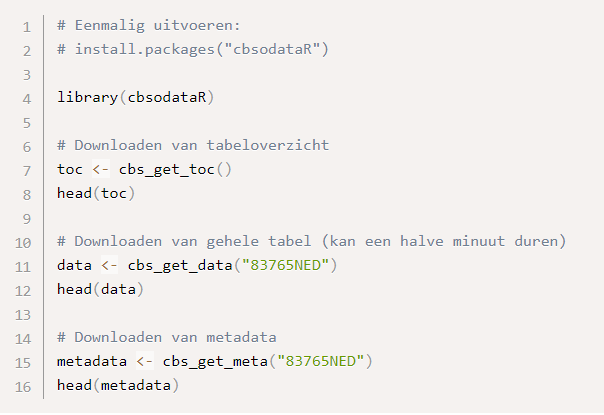 1 # Eenmalig uitvoeren:
2 # install.packages("cbsodataR")
3
4 library(cbsodataR)
5
6 # Downloaden van tabeloverzicht
7 toc <- cbs_get_toc()
8 head(toc)
9
10 # Downloaden van gehele tabel (kan een halve minuut duren)
11 data <- cbs_get_data("83765NED")
12 head(data)
13
14 # Downloaden van metadata
15 metadata <- cbs_get_meta("83765NED")
16 head(metadata)